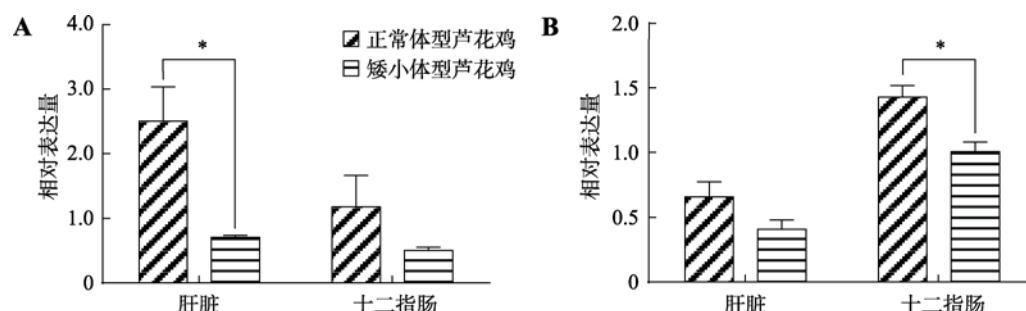 A
相对表达量
4.0
3.0
2.0
1.0
0
*
正常体型芦花鸡
矮小体型芦花鸡
肝脏
十二指肠
B
相对表达量
2.0
1.5
1.0
0.5
0
*
肝脏
十二指肠